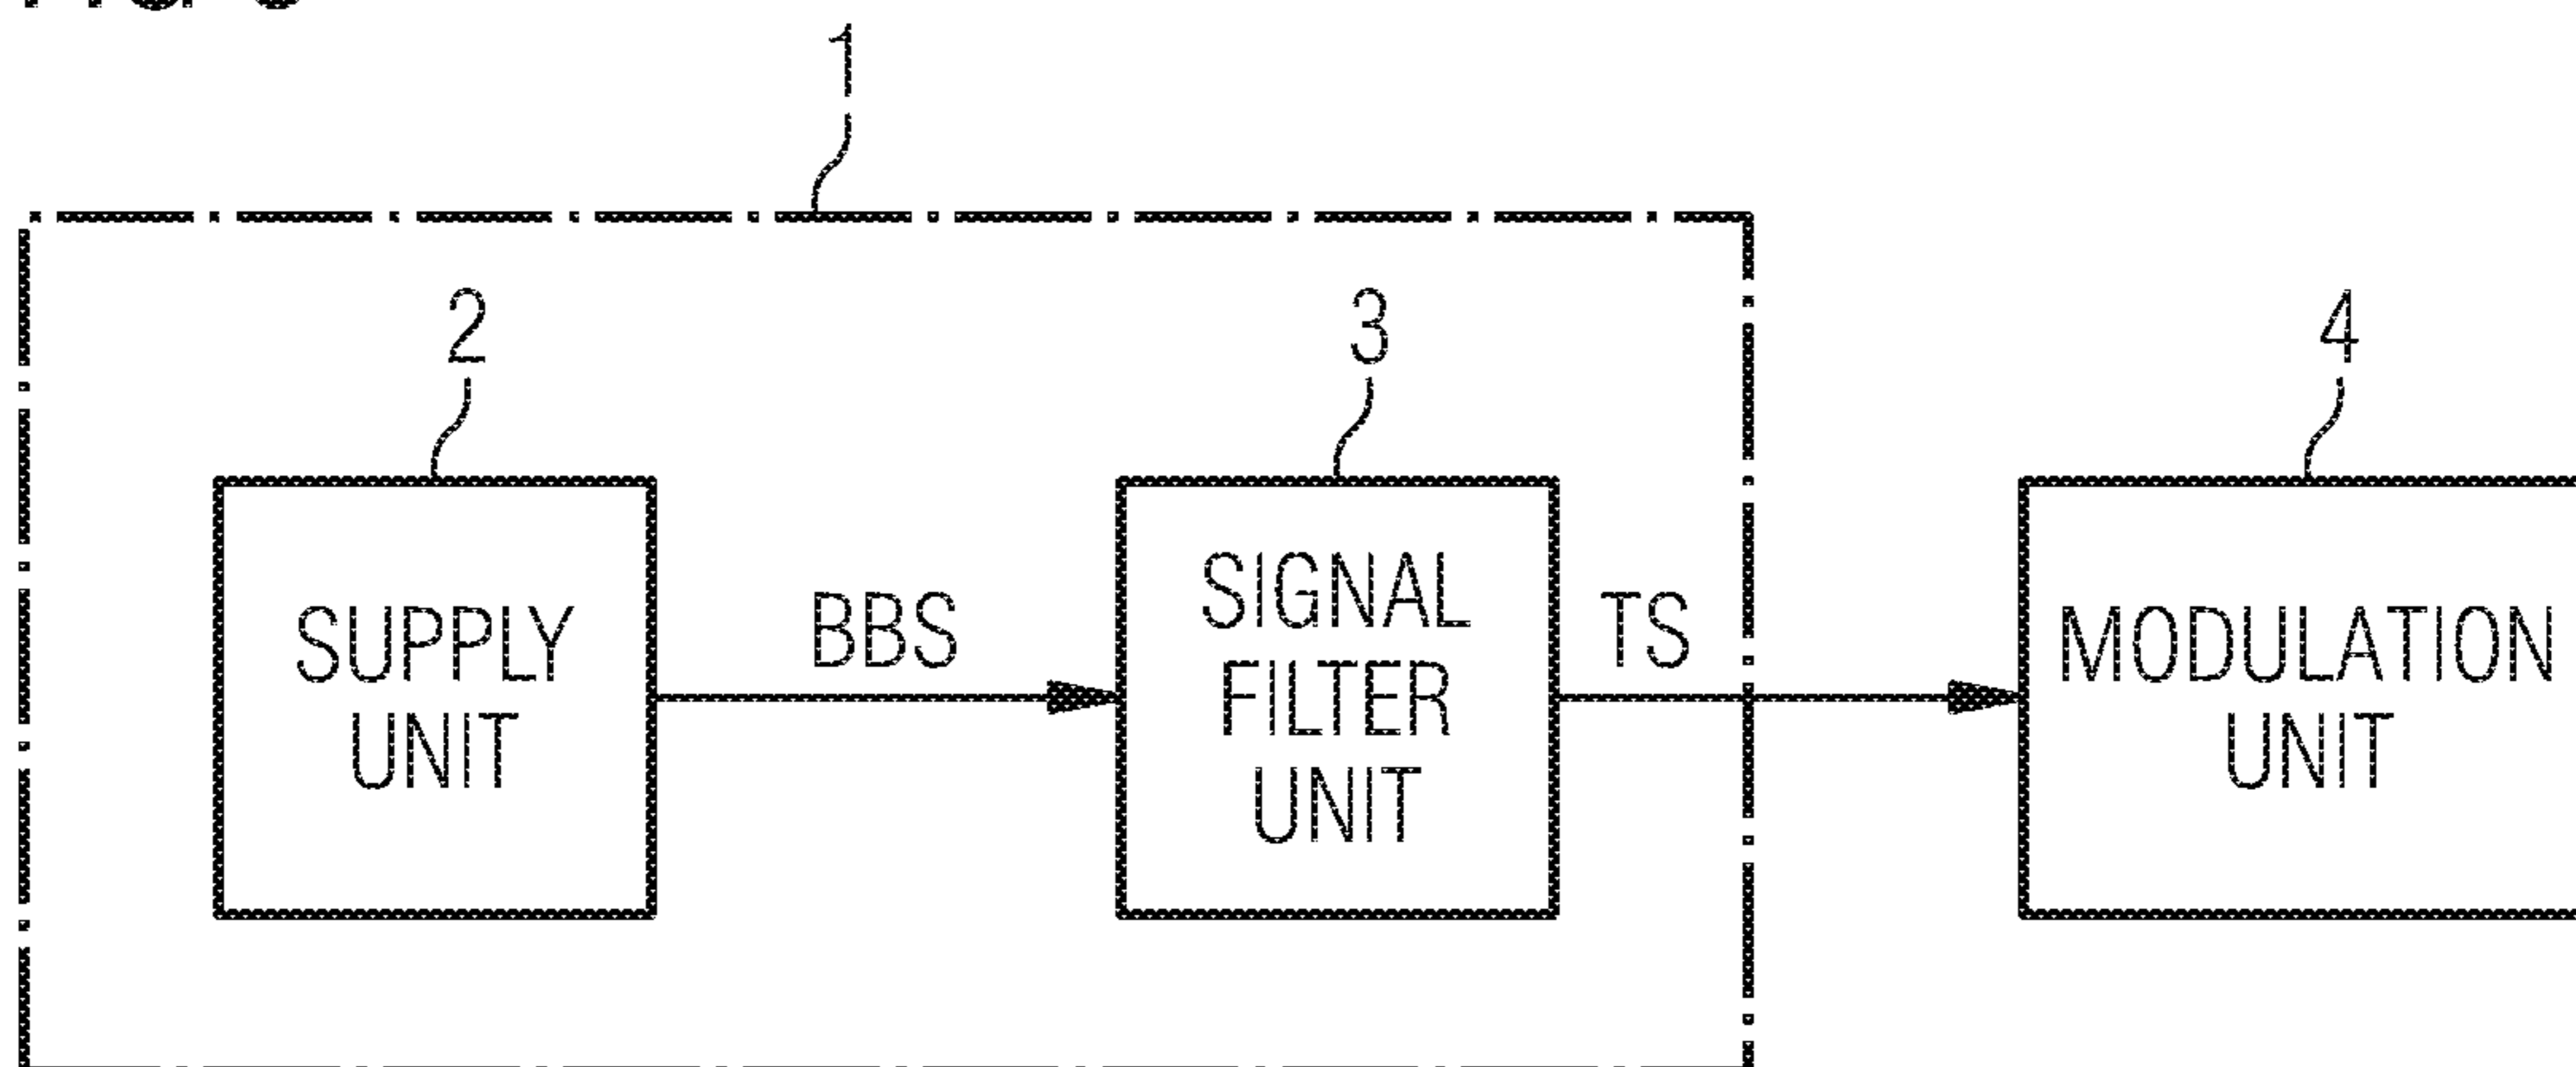 1
2
3
4
SUPPLY
UNIT
BBS
SIGNAL
FILTER
UNIT
TS
MODULATION
UNIT